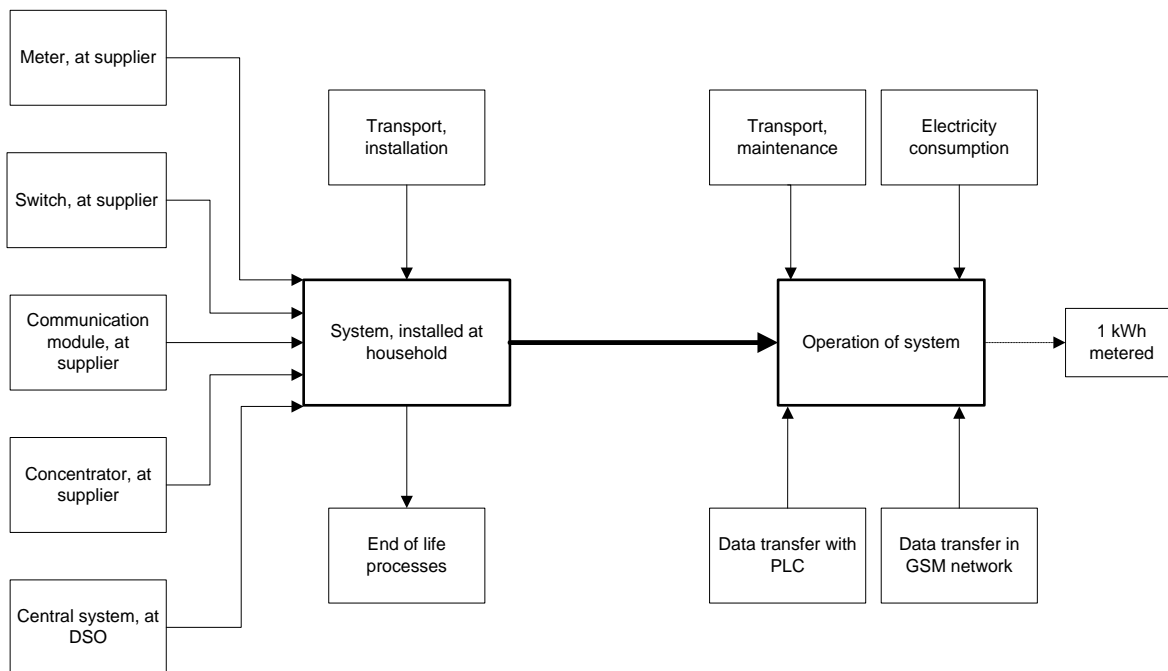 Meter, at supplier
Switch, at supplier
Communication
module, at
supplier
Concentrator, at
supplier
Central system, at
DSO
Transport,
installation
System, installed at
household
End of life
processes
Transport,
maintenance
Electricity
consumption
Operation of system
Data transfer with
PLC
Data transfer in
GSM network
1 kWh
metered